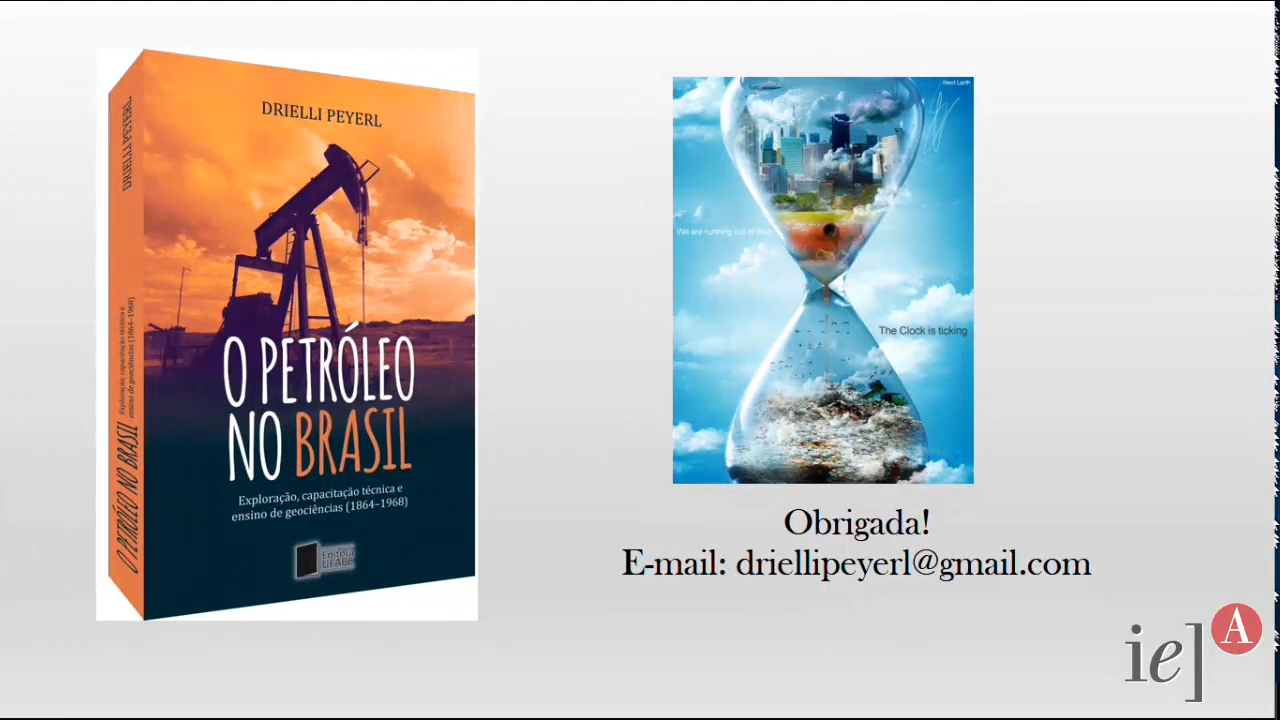 DRIELLI PEYERL
DRIELLI PEYERL
O PETRÓLEO
NO BRASIL
Exploração, capacitação técnica e
ensino de geociências (1864–1968)
Editora
UFABC
O PETRÓLEO NO BRASIL
Exploração, capacitação técnica e
ensino de geociências (1864–1968)
Next Earth
We are running out of time
The Clock is ticking
Obrigada!
E-mail: driellipeyerl@gmail.com
ie]A